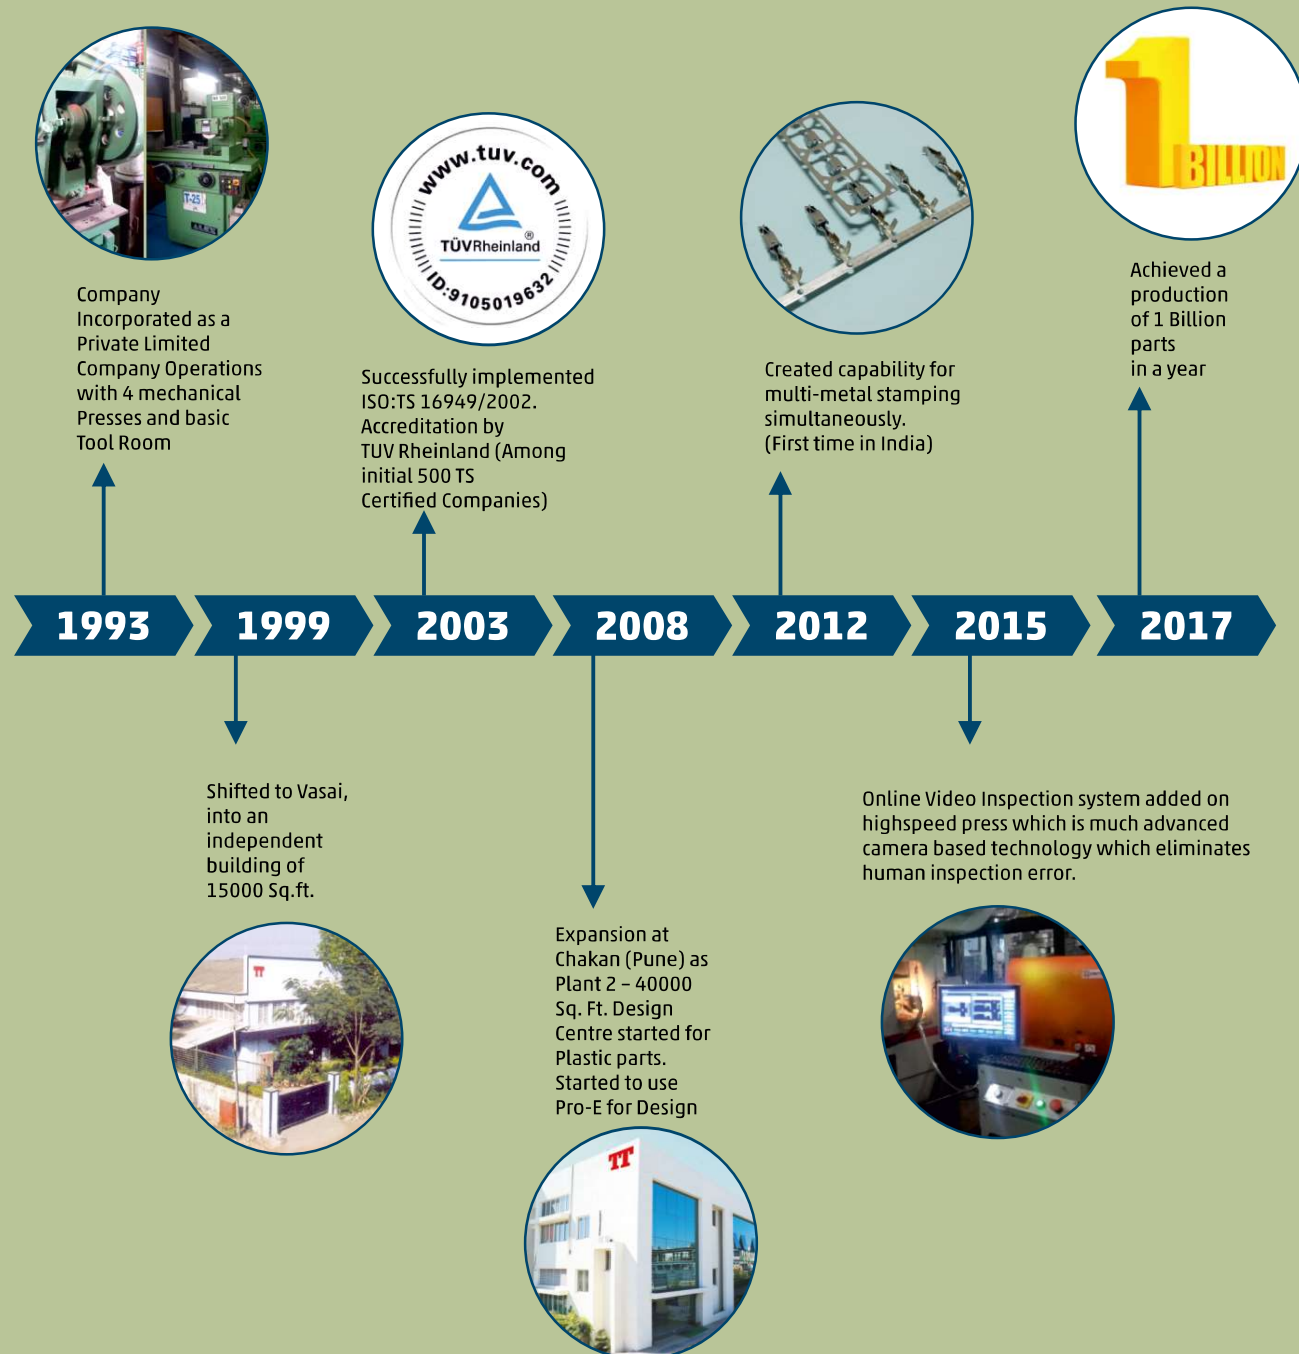 T-25
www.tuv.com
TÜVRheinland®
ID:9105019632
1
BILLION
Company
Incorporated as a
Private Limited
Company Operations
with 4 mechanical
Presses and basic
Tool Room
Successfully implemented
ISO:TS 16949/2002.
Accreditation by
TUV Rheinland (Among
initial 500 TS
Certified Companies)
Created capability for
multi-metal stamping
simultaneously.
(First time in India)
Achieved a
production
of 1 Billion
parts
in a year
1993
1999
2003
2008
2012
2015
2017
Shifted to Vasai,
into an
independent
building of
15000 Sq.ft.
TT
Expansion at
Chakan (Pune) as
Plant 2 – 40000
Sq. Ft. Design
Centre started for
Plastic parts.
Started to use
Pro-E for Design
TT
Online Video Inspection system added on
highspeed press which is much advanced
camera based technology which eliminates
human inspection error.